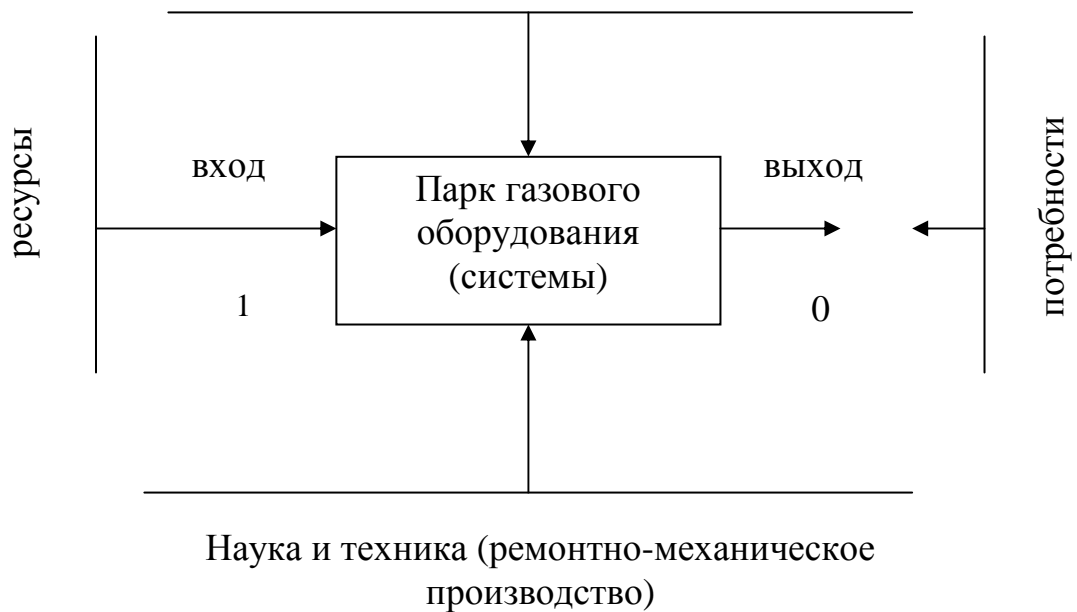 ресурсы
вход
1
Парк газового
оборудования
(системы)
выход
0
потребности
Наука и техника (ремонтно-механическое
производство)